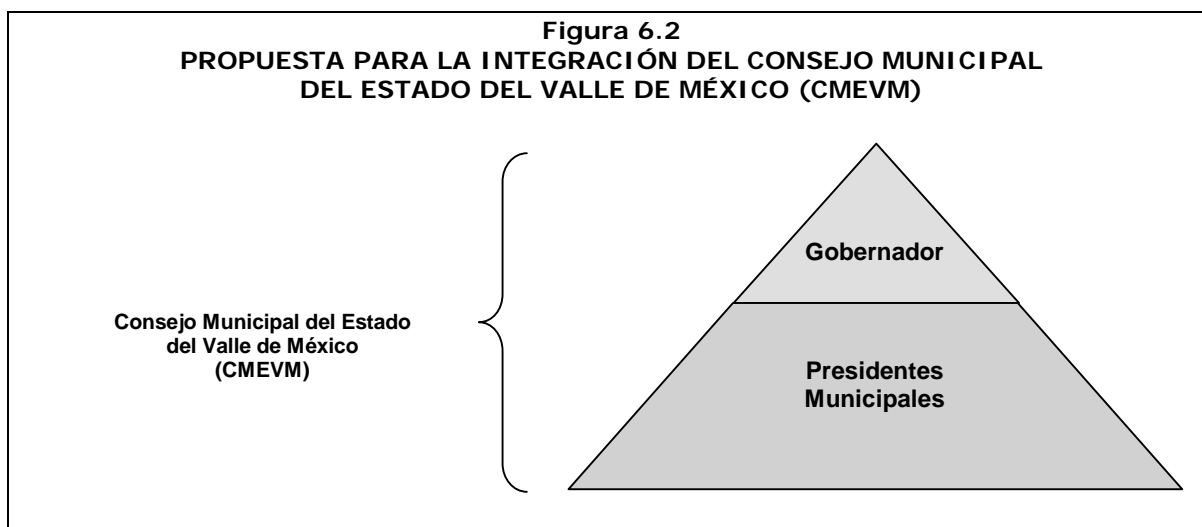 Figura 6.2
PROPUESTA PARA LA INTEGRACIÓN DEL CONSEJO MUNICIPAL
DEL ESTADO DEL VALLE DE MÉXICO (CMEVM)
Gobernador
Consejo Municipal del Estado
del Valle de México
(CMEVM)
Presidentes
Municipales